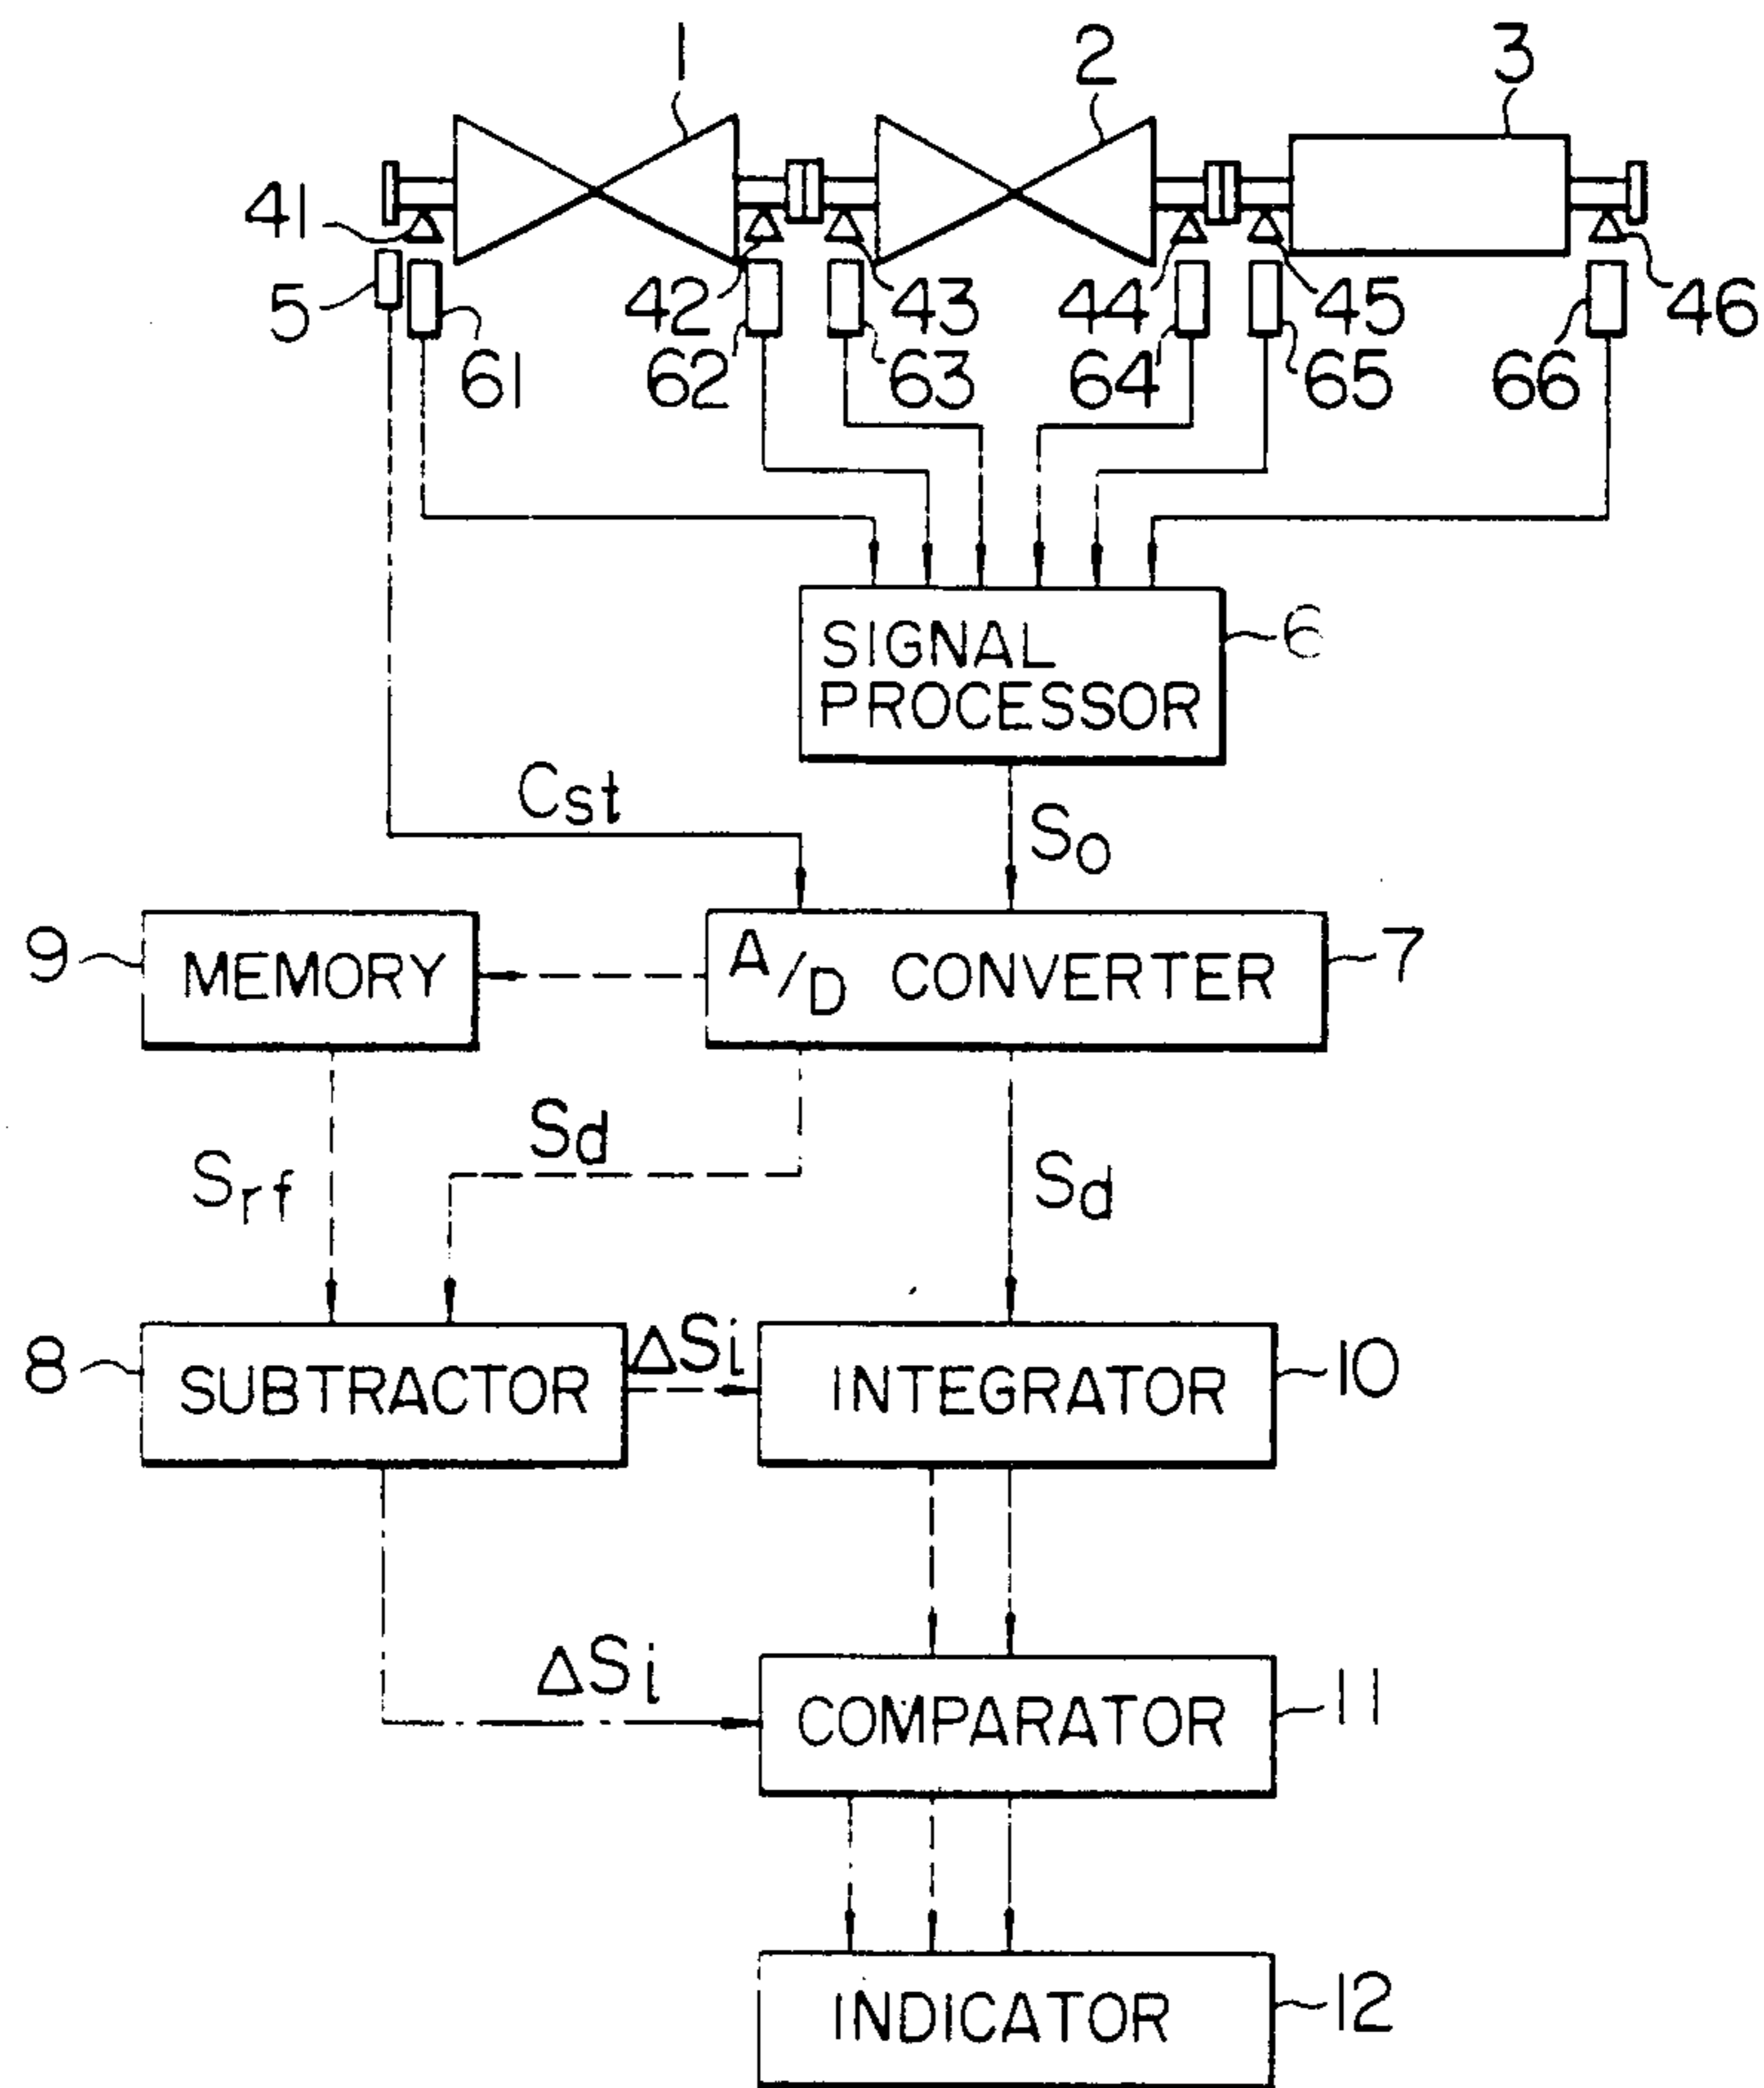 1
2
3
41
5
61
42
62
43
63
44
64
45
65
46
66
SIGNAL
PROCESSOR
6
Cst
So
9
MEMORY
A/D CONVERTER
7
Srf
Sd
Sd
8
SUBTRACTOR
ΔSi
INTEGRATOR
10
ΔSi
COMPARATOR
11
INDICATOR
12